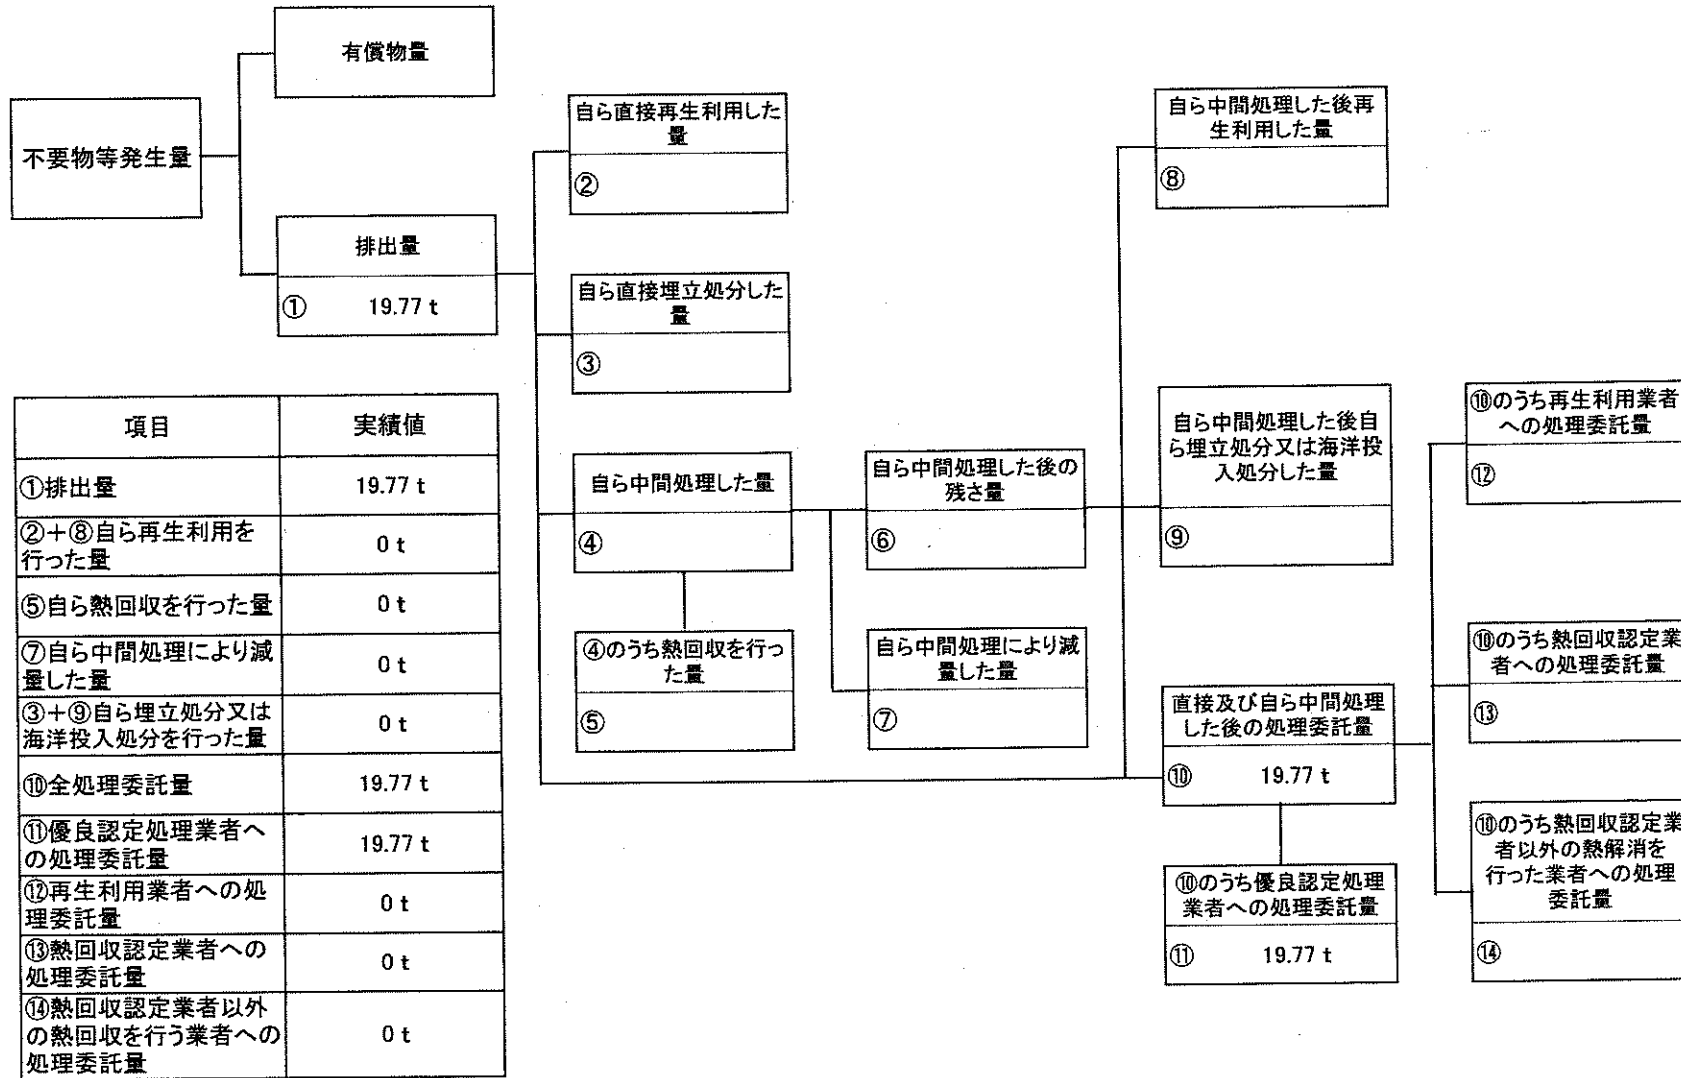 有償物量
不要物等発生量
排出量
① 19.77 t
自ら直接再生利用した
量
②
自ら直接埋立処分した
量
③
自ら中間処理した量
④
④のうち熱回収を行っ
た量
⑤
自ら中間処理した後の
残さ量
⑥
自ら中間処理により減
量した量
⑦
自ら中間処理した後再
生利用した量
⑧
自ら中間処理した後自
ら埋立処分又は海洋投
入処分した量
⑨
直接及び自ら中間処理
した後の処理委託量
⑩ 19.77 t
⑩のうち優良認定処理
業者への処理委託量
⑪ 19.77 t
⑩のうち再生利用業者
への処理委託量
⑫
⑩のうち熱回収認定業
者への処理委託量
⑬
⑩のうち熱回収認定業
者以外の熱解消を
行った業者への処理
委託量
⑭
項目 実績値
①排出量 19.77 t
②+⑧自ら再生利用を
行った量 0 t
⑤自ら熱回収を行った量 0 t
⑦自ら中間処理により減
量した量 0 t
③+⑨自ら埋立処分又は
海洋投入処分を行った量 0 t
⑩全処理委託量 19.77 t
⑪優良認定処理業者へ
の処理委託量 19.77 t
⑫再生利用業者への処
理委託量 0 t
⑬熱回収認定業者への
処理委託量 0 t
⑭熱回収認定業者以外
の熱回収を行う業者への
処理委託量 0 t